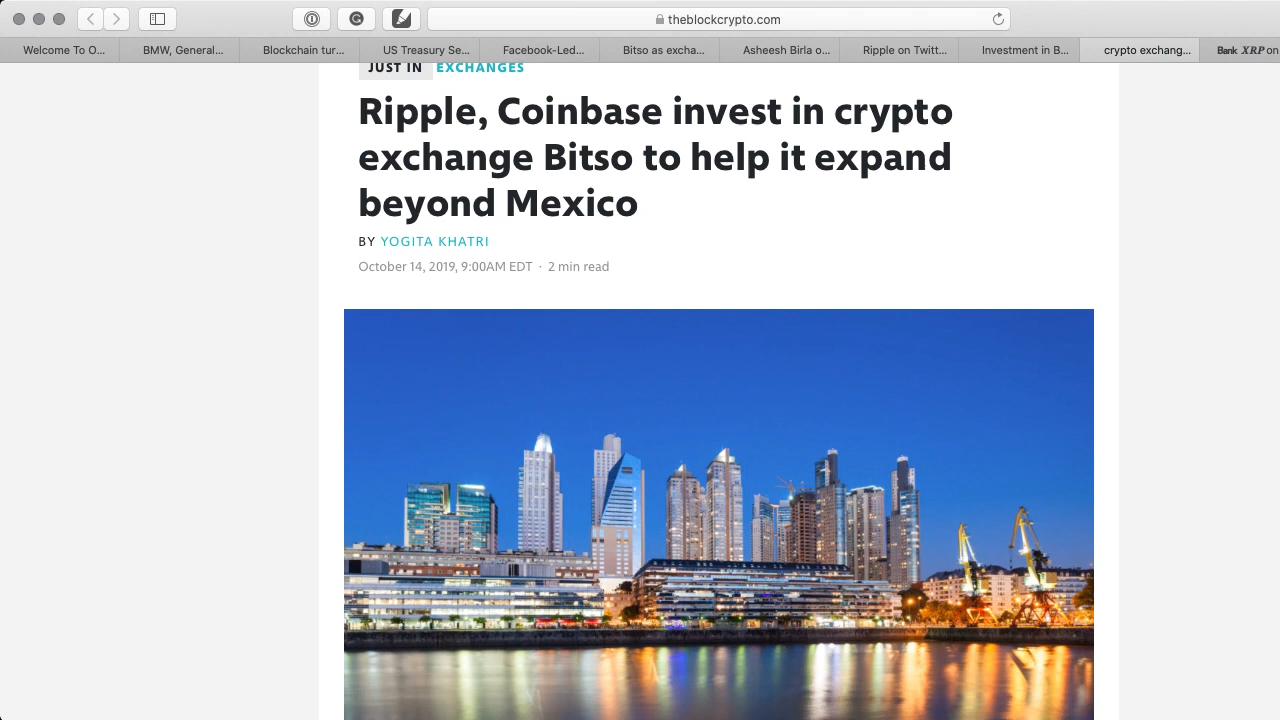 theblockcrypto.com
Welcome To O...
BMW, General...
Blockchain tur...
US Treasury Se...
Facebook-Led...
Bitso as excha...
Asheesh Birla o...
Ripple on Twitt...
Investment in B...
crypto exchang...
Bank XRP on
JUST IN EXCHANGES
Ripple, Coinbase invest in crypto
exchange Bitso to help it expand
beyond Mexico
BY YOGITA KHATRI
October 14, 2019, 9:00AM EDT · 2 min read